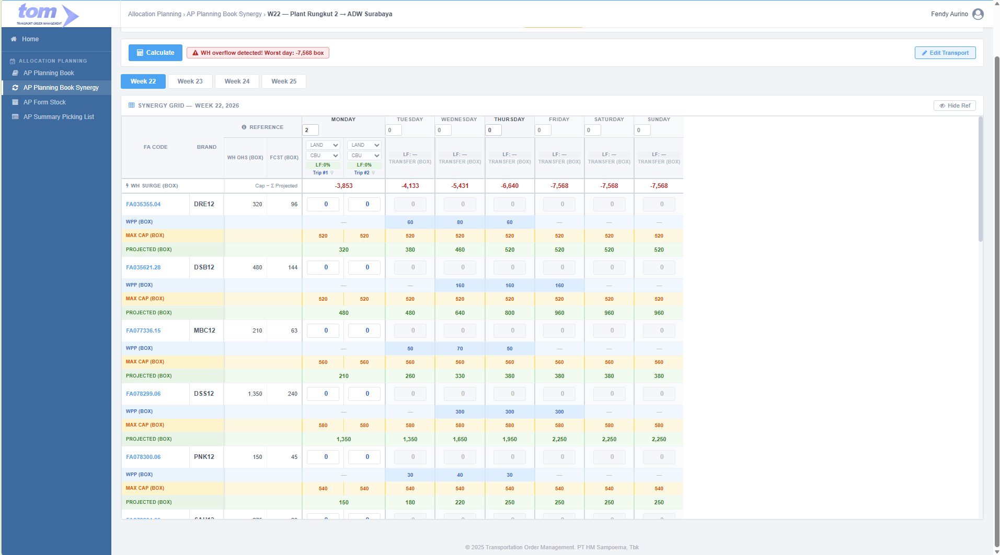 tom
TRANSPORT ORDER MANAGEMENT
Allocation Planning › AP Planning Book Synergy › W22 — Plant Rungkut 2 → ADW Surabaya
Fendy Aurino
Home
ALLOCATION PLANNING
AP Planning Book
AP Planning Book Synergy
AP Form Stock
AP Summary Picking List
Calculate
WH overflow detected! Worst day: -7,568 box
Edit Transport
Week 22 Week 23 Week 24 Week 25
SYNERGY GRID — WEEK 22, 2026
Hide Ref
FA CODE BRAND REFERENCE MONDAY TUESDAY WEDNESDAY THURSDAY FRIDAY SATURDAY SUNDAY
2 0 0 0 0 0 0
WH OHS (BOX) FCST (BOX)
LAND LAND
CBU CBU
LF:0% LF:0%
Trip #1 Trip #2
LF: — LF: — LF: — LF: — LF: — LF: —
TRANSFER (BOX) TRANSFER (BOX) TRANSFER (BOX) TRANSFER (BOX) TRANSFER (BOX) TRANSFER (BOX)
WH SURGE (BOX) Cap − Σ Projected -3,853 -4,133 -5,431 -6,640 -7,568 -7,568 -7,568
FA035355.04 DRE12 320 96 0 0 0 0 0 0 0 0
WPP (BOX) — 60 80 60 — — —
MAX CAP (BOX) 520 520 520 520 520 520 520 520
PROJECTED (BOX) 320 380 460 520 520 520 520
FA035621.28 DSB12 480 144 0 0 0 0 0 0 0 0
WPP (BOX) — — 160 160 160 — —
MAX CAP (BOX) 520 520 520 520 520 520 520 520
PROJECTED (BOX) 480 480 640 800 960 960 960
FA077336.15 MBC12 210 63 0 0 0 0 0 0 0 0
WPP (BOX) — 50 70 50 — — —
MAX CAP (BOX) 560 560 560 560 560 560 560 560
PROJECTED (BOX) 210 260 330 380 380 380 380
FA078299.06 DSS12 1,350 240 0 0 0 0 0 0 0 0
WPP (BOX) — — 300 300 300 — —
MAX CAP (BOX) 580 580 580 580 580 580 580 580
PROJECTED (BOX) 1,350 1,350 1,650 1,950 2,250 2,250 2,250
FA078300.06 PNK12 150 45 0 0 0 0 0 0 0 0
WPP (BOX) — 30 40 30 — — —
MAX CAP (BOX) 540 540 540 540 540 540 540 540
PROJECTED (BOX) 150 180 220 250 250 250 250
© 2025 Transportation Order Management. PT HM Sampoerna, Tbk